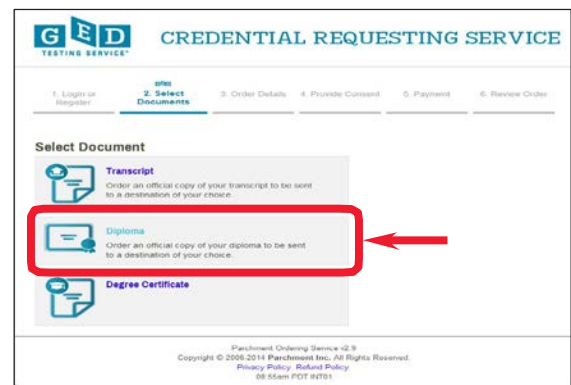 GED
TESTING SERVICE®
CREDENTIAL REQUESTING SERVICE
1. Login or Register
2. Select Documents
3. Order Details
4. Provide Consent
5. Payment
6. Review Order
Select Document
Transcript
Order an official copy of your transcript to be sent
to a destination of your choice.
Diploma
Order an official copy of your diploma to be sent
to a destination of your choice.
Degree Certificate
Parchment Ordering Service v2.9
Copyright © 2006-2014 Parchment Inc. All Rights Reserved.
Privacy Policy Refund Policy
08:55am PDT INT01